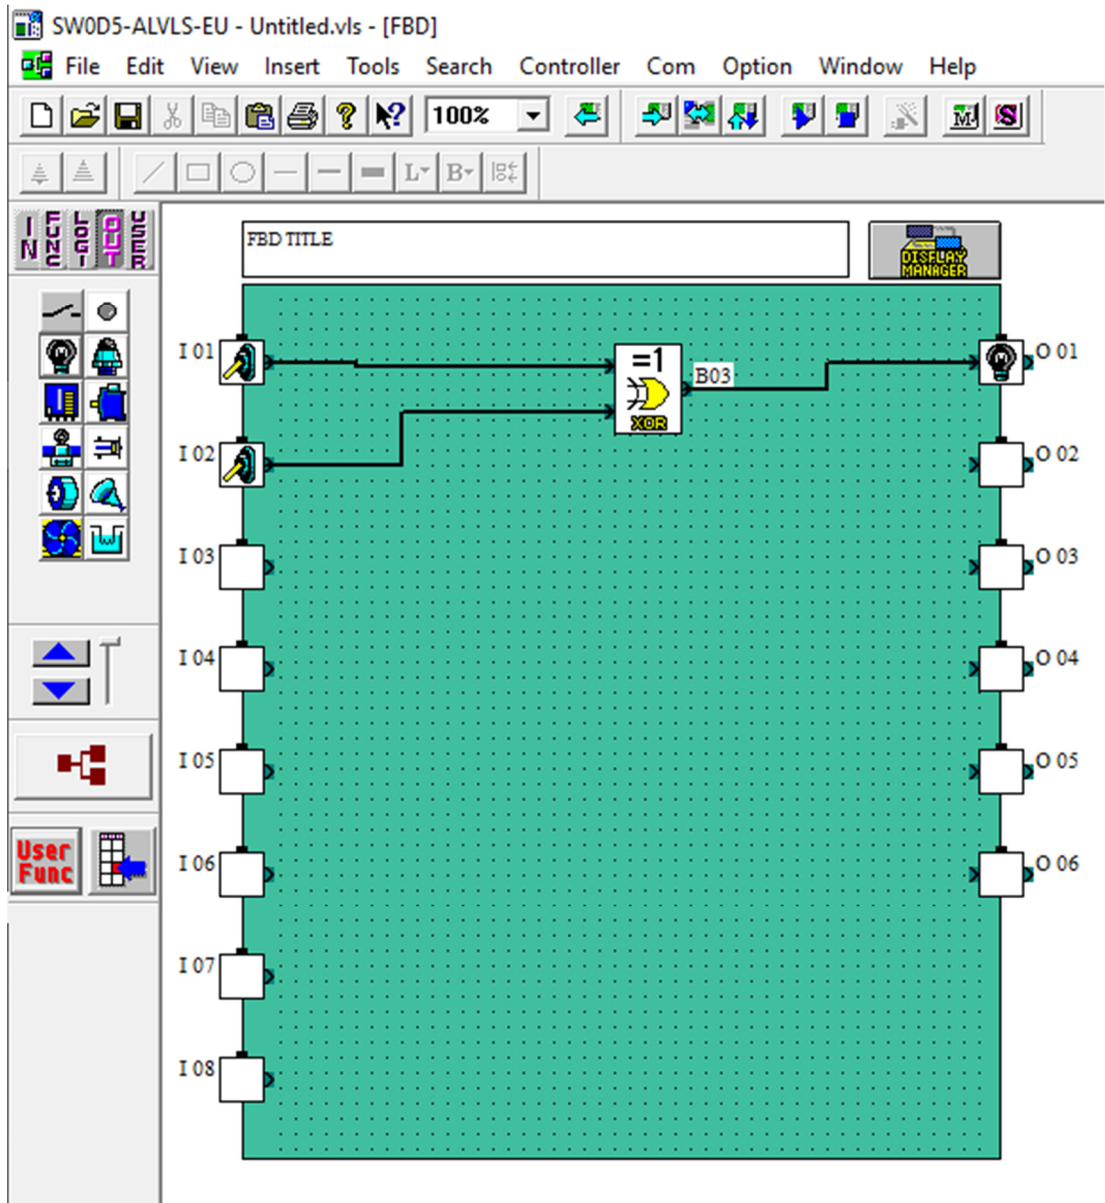 SW0D5-ALVLS-EU - Untitled.vls - [FBD]
File Edit View Insert Tools Search Controller Com Option Window Help
100%
L B
IN FUNC LOGI OUT USER
FBD TITLE
DISPLAY MANAGER
I 01
=1
XOR
B03
O 01
I 02
O 02
I 03
O 03
I 04
O 04
I 05
O 05
User
Func
I 06
O 06
I 07
I 08